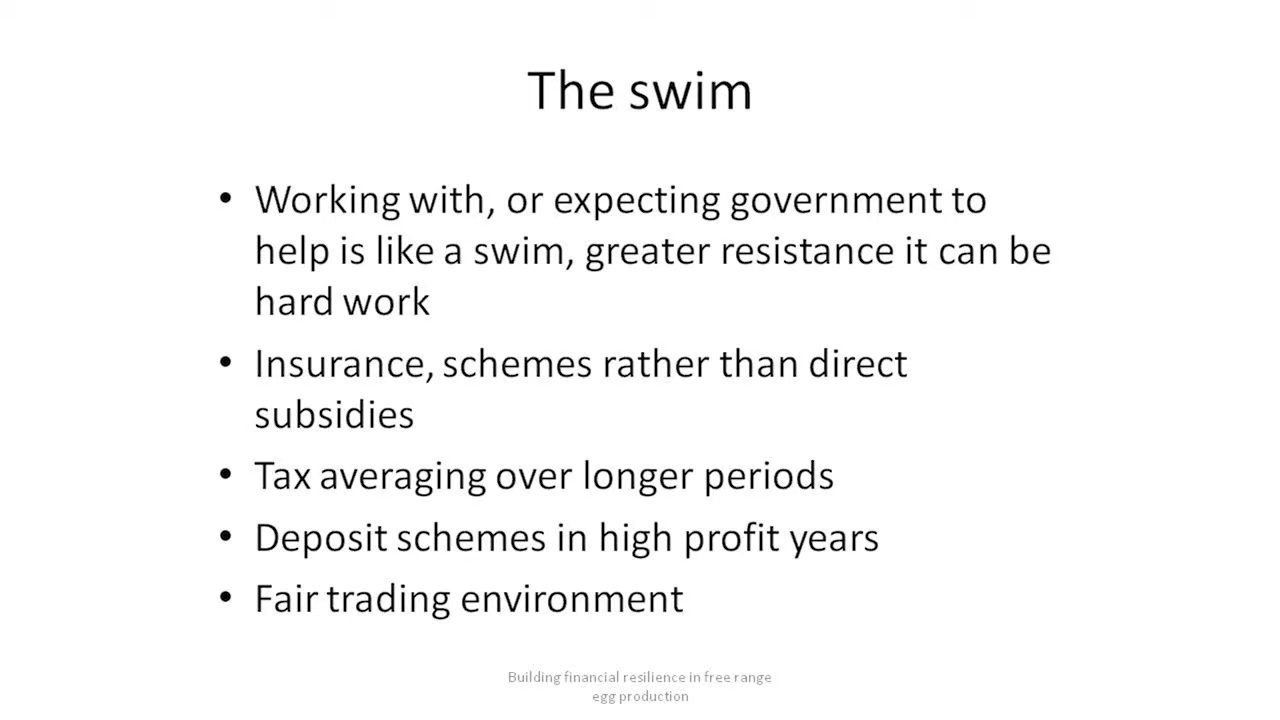 The swim
• Working with, or expecting government to
help is like a swim, greater resistance it can be
hard work
• Insurance, schemes rather than direct
subsidies
• Tax averaging over longer periods
• Deposit schemes in high profit years
• Fair trading environment
Building financial resilience in free range
egg production